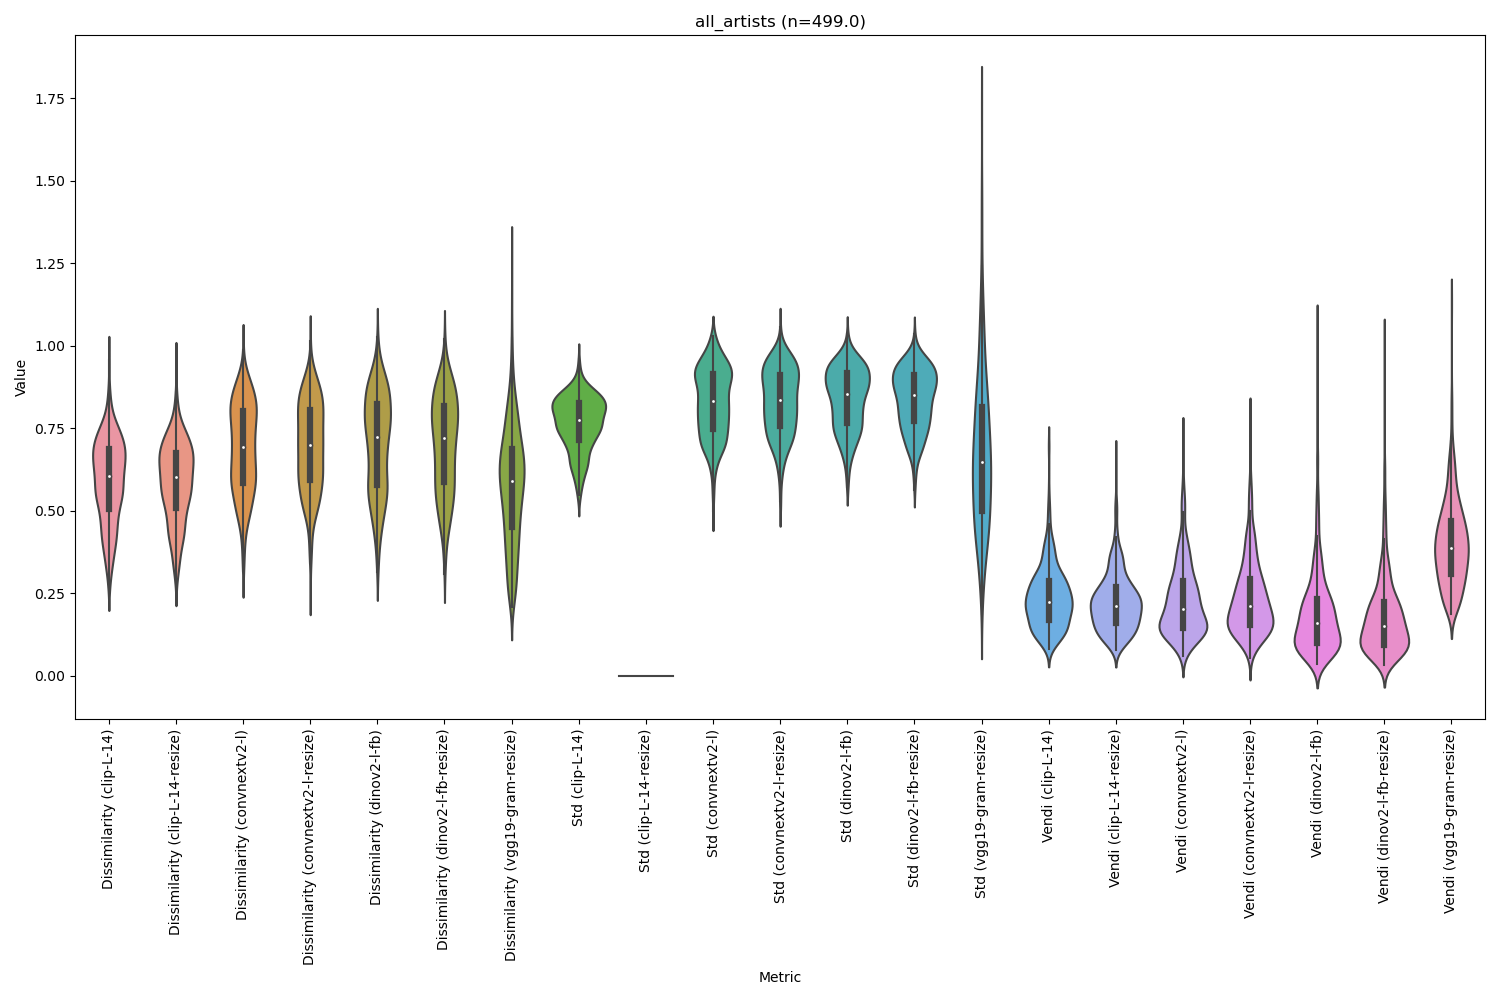 all_artists (n=499.0)
Value
1.75
1.50
1.25
1.00
0.75
0.50
0.25
0.00
Dissimilarity (clip-L-14)
Dissimilarity (clip-L-14-resize)
Dissimilarity (convnextv2-l)
Dissimilarity (convnextv2-l-resize)
Dissimilarity (dinov2-l-fb)
Dissimilarity (dinov2-l-fb-resize)
Dissimilarity (vgg19-gram-resize)
Std (clip-L-14)
Std (clip-L-14-resize)
Std (convnextv2-l)
Std (convnextv2-l-resize)
Std (dinov2-l-fb)
Std (dinov2-l-fb-resize)
Std (vgg19-gram-resize)
Vendi (clip-L-14)
Vendi (clip-L-14-resize)
Vendi (convnextv2-l)
Vendi (convnextv2-l-resize)
Vendi (dinov2-l-fb)
Vendi (dinov2-l-fb-resize)
Vendi (vgg19-gram-resize)
Metric